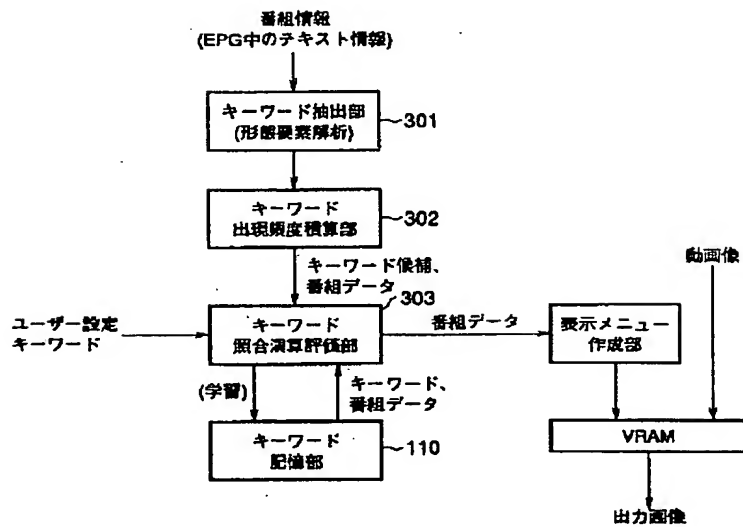 番組情報
(EPG中のテキスト情報)
キーワード抽出部
(形態要素解析)
301
キーワード
出現頻度積算部
302
キーワード候補、
番組データ
303
動画像
ユーザー設定
キーワード
キーワード
照合演算評価部
番組データ
表示メニュー
作成部
(学習)
キーワード、
番組データ
キーワード
記憶部
110
VRAM
出力画像